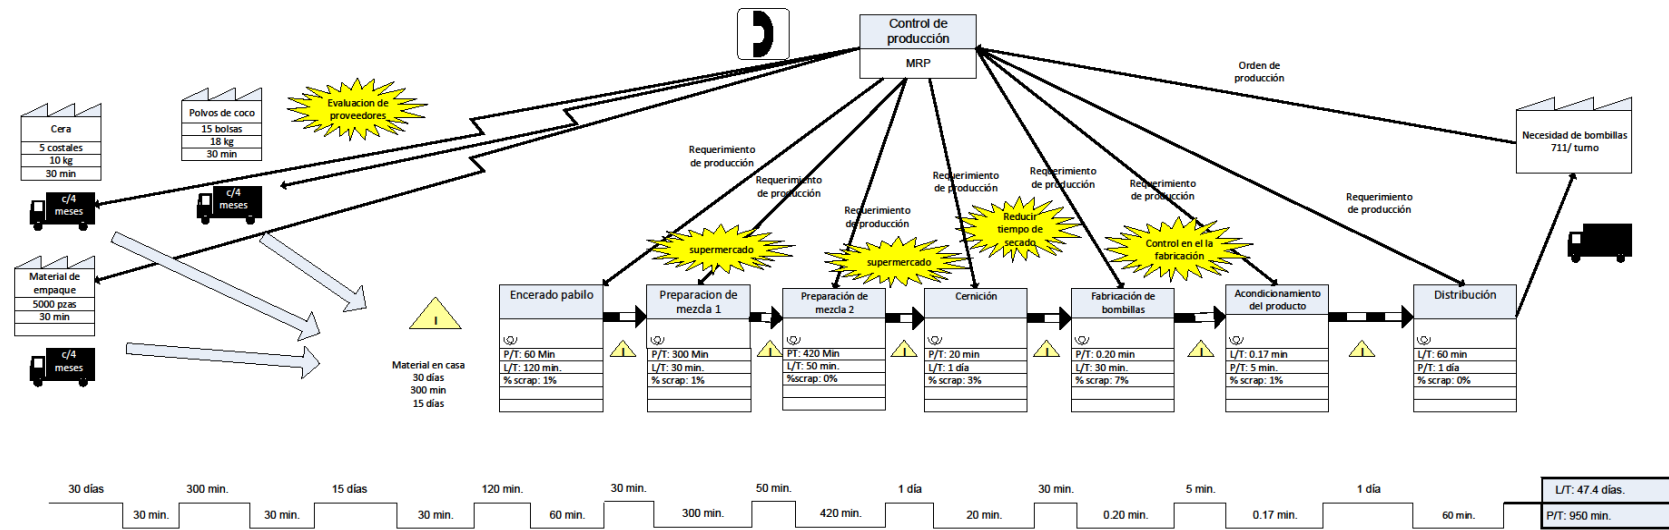 Control de
producción
MRP
Orden de
producción
Evaluacion de
proveedores
Polvos de coco
15 bolsas
18 kg
30 min
Cera
5 costales
10 kg
30 min
Necesidad de bombillas
711/ turno
c/4
meses
c/4
meses
Requerimiento
de producción
Requerimiento
de producción
Requerimiento
de producción
Requerimiento
de producción
Requerimiento
de producción
Requerimiento
de producción
Requerimiento
de producción
supermercado
supermercado
Reducir
tiempo de
secado
Control en el la
fabricación
Material de
empaque
5000 pzas
30 min
c/4
meses
I
Material en casa
30 días
300 min
15 días
Encerado pabilo
P/T: 60 Min
L/T: 120 min.
% scrap: 1%
I
Preparacion de
mezcla 1
P/T: 300 Min
L/T: 30 min.
% scrap: 1%
I
Preparación de
mezcla 2
PT: 420 Min
L/T: 50 min.
%scrap: 0%
I
Cernición
P/T: 20 min
L/T: 1 día
% scrap: 3%
I
Fabricación de
bombillas
P/T: 0.20 min
L/T: 30 min.
% scrap: 7%
I
Acondicionamiento
del producto
L/T: 0.17 min
P/T: 5 min.
% scrap: 1%
I
Distribución
L/T: 60 min
P/T: 1 día
% scrap: 0%
30 días
300 min.
15 días
120 min.
30 min.
50 min.
1 día
30 min.
5 min.
1 día
L/T: 47.4 días.
30 min.
30 min.
30 min.
60 min.
300 min.
420 min.
20 min.
0.20 min.
0.17 min.
60 min.
P/T: 950 min.